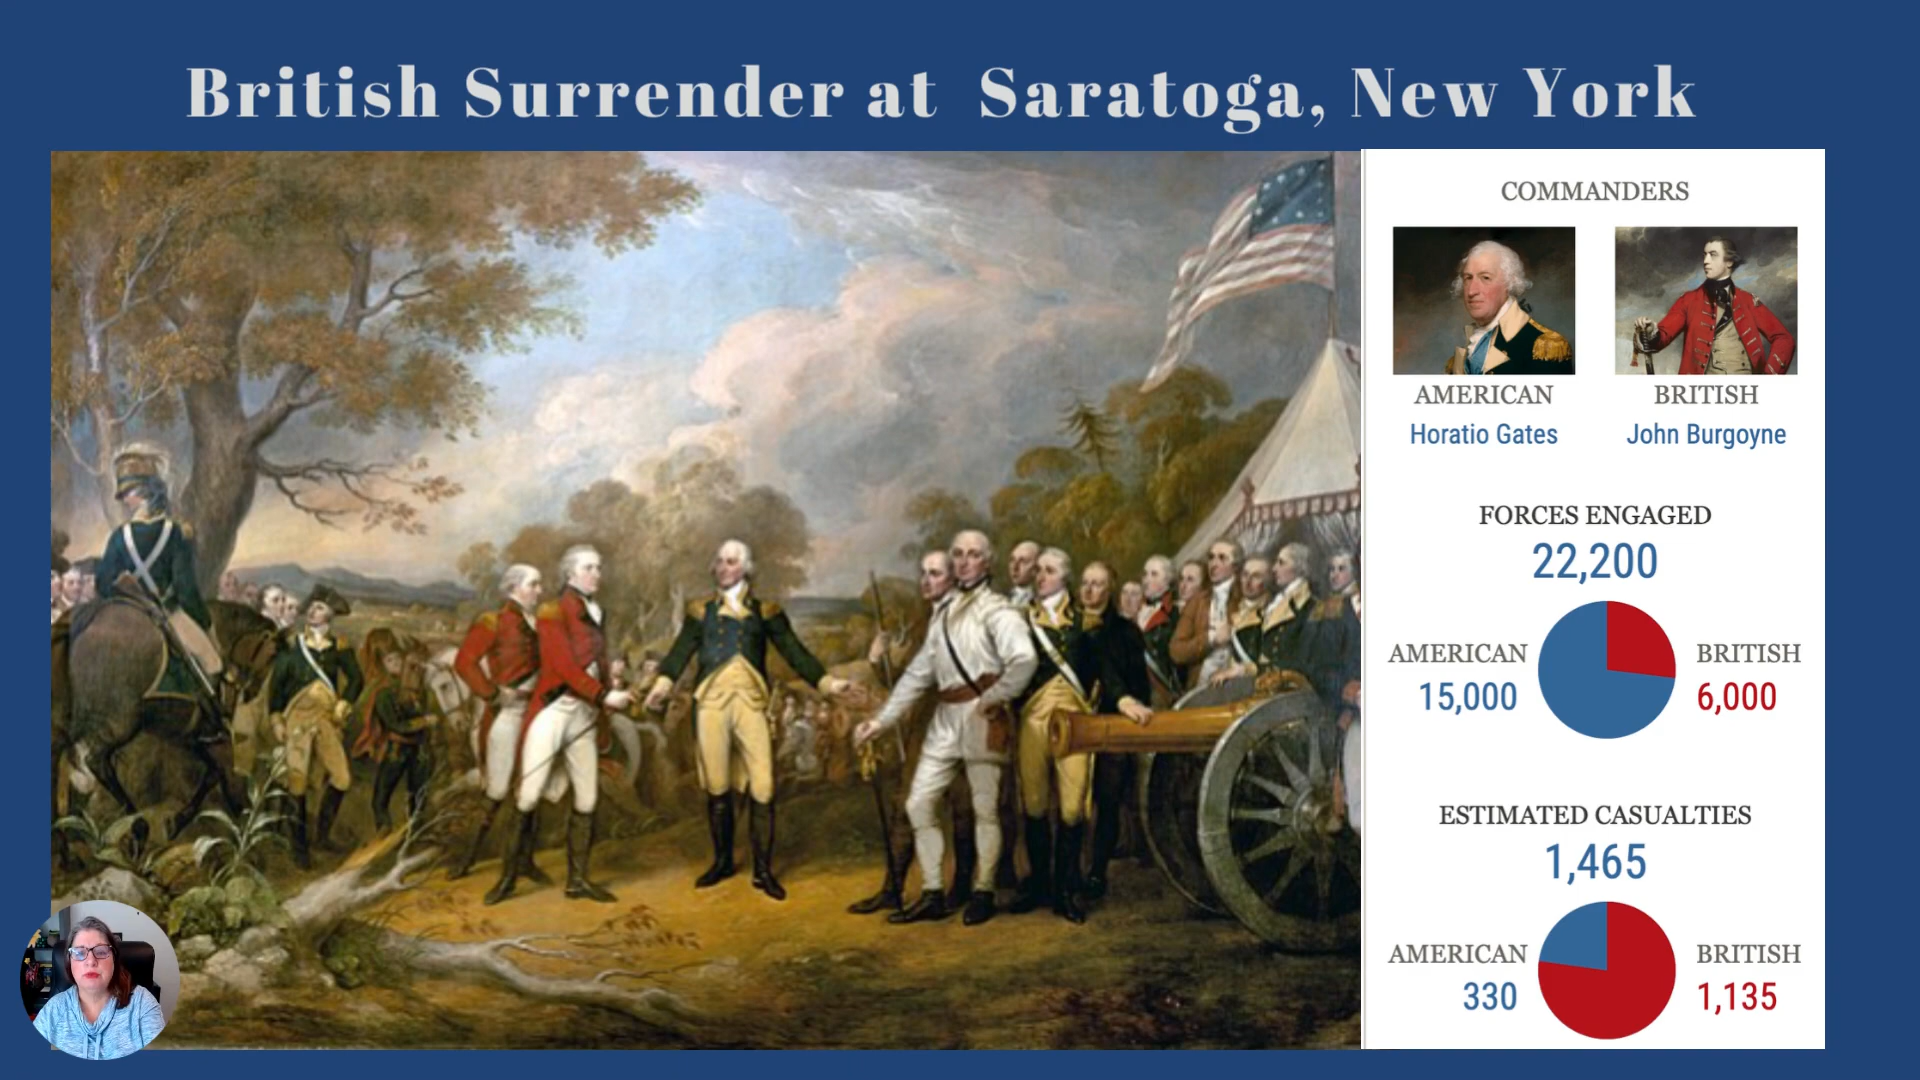 British Surrender at Saratoga, New York
COMMANDERS
AMERICAN BRITISH
Horatio Gates John Burgoyne
FORCES ENGAGED
22,200
AMERICAN BRITISH
15,000 6,000
ESTIMATED CASUALTIES
1,465
AMERICAN BRITISH
330 1,135